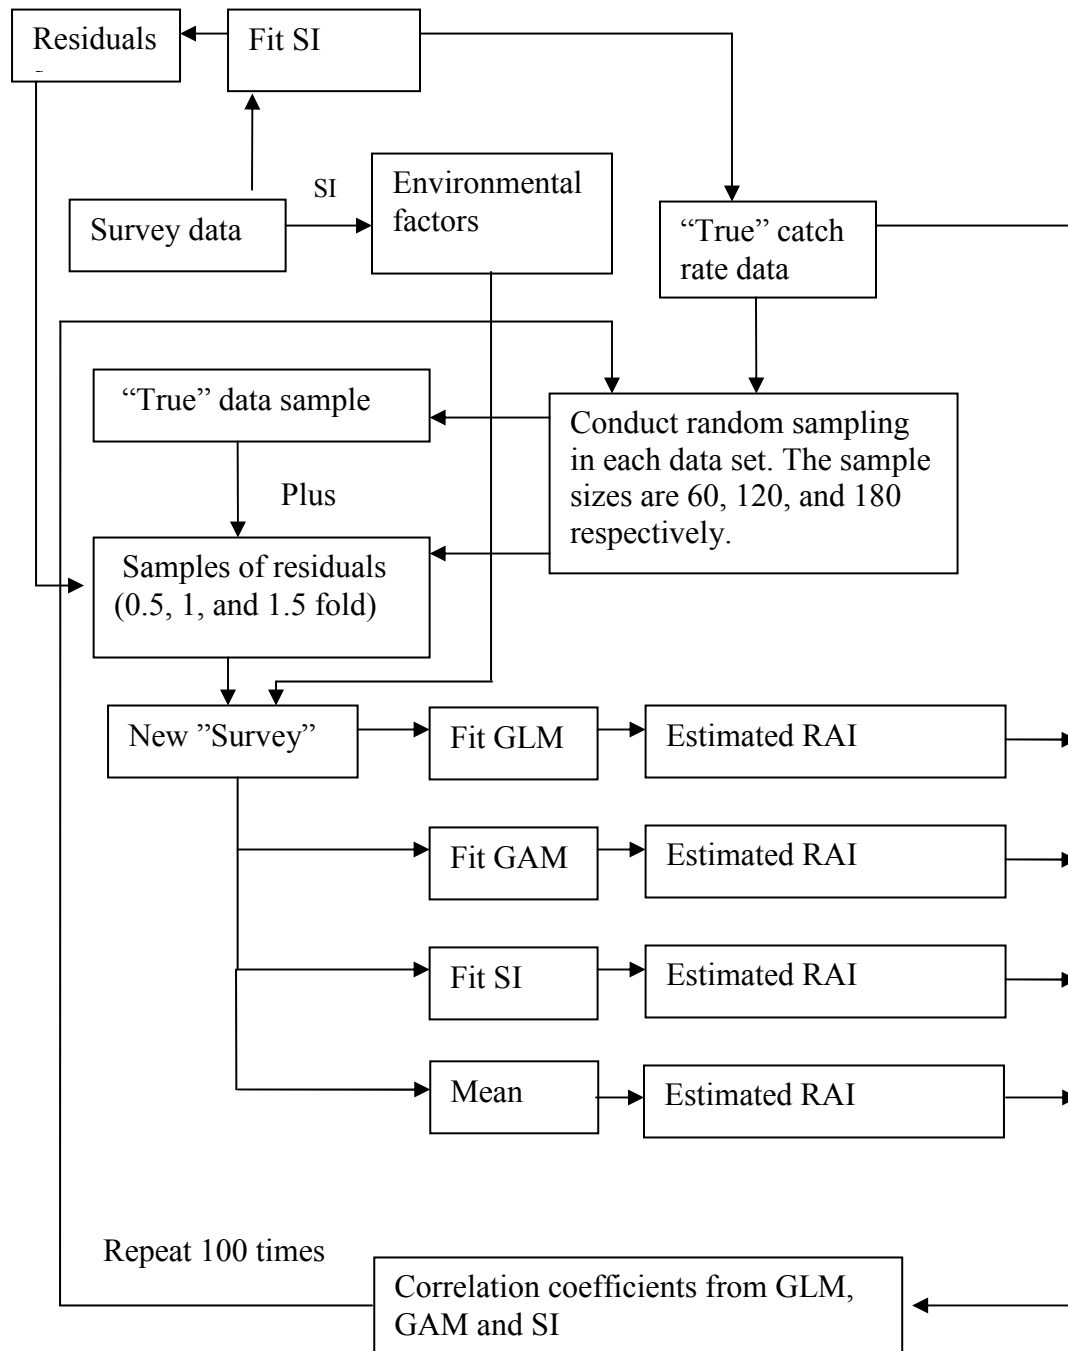 Residuals
Fit SI
SI
Environmental
factors
Survey data
“True” catch
rate data
“True” data sample
Conduct random sampling
in each data set. The sample
sizes are 60, 120, and 180
respectively.
Plus
Samples of residuals
(0.5, 1, and 1.5 fold)
New ”Survey”
Fit GLM
Estimated RAI
Fit GAM
Estimated RAI
Fit SI
Estimated RAI
Mean
Estimated RAI
Repeat 100 times
Correlation coefficients from GLM,
GAM and SI